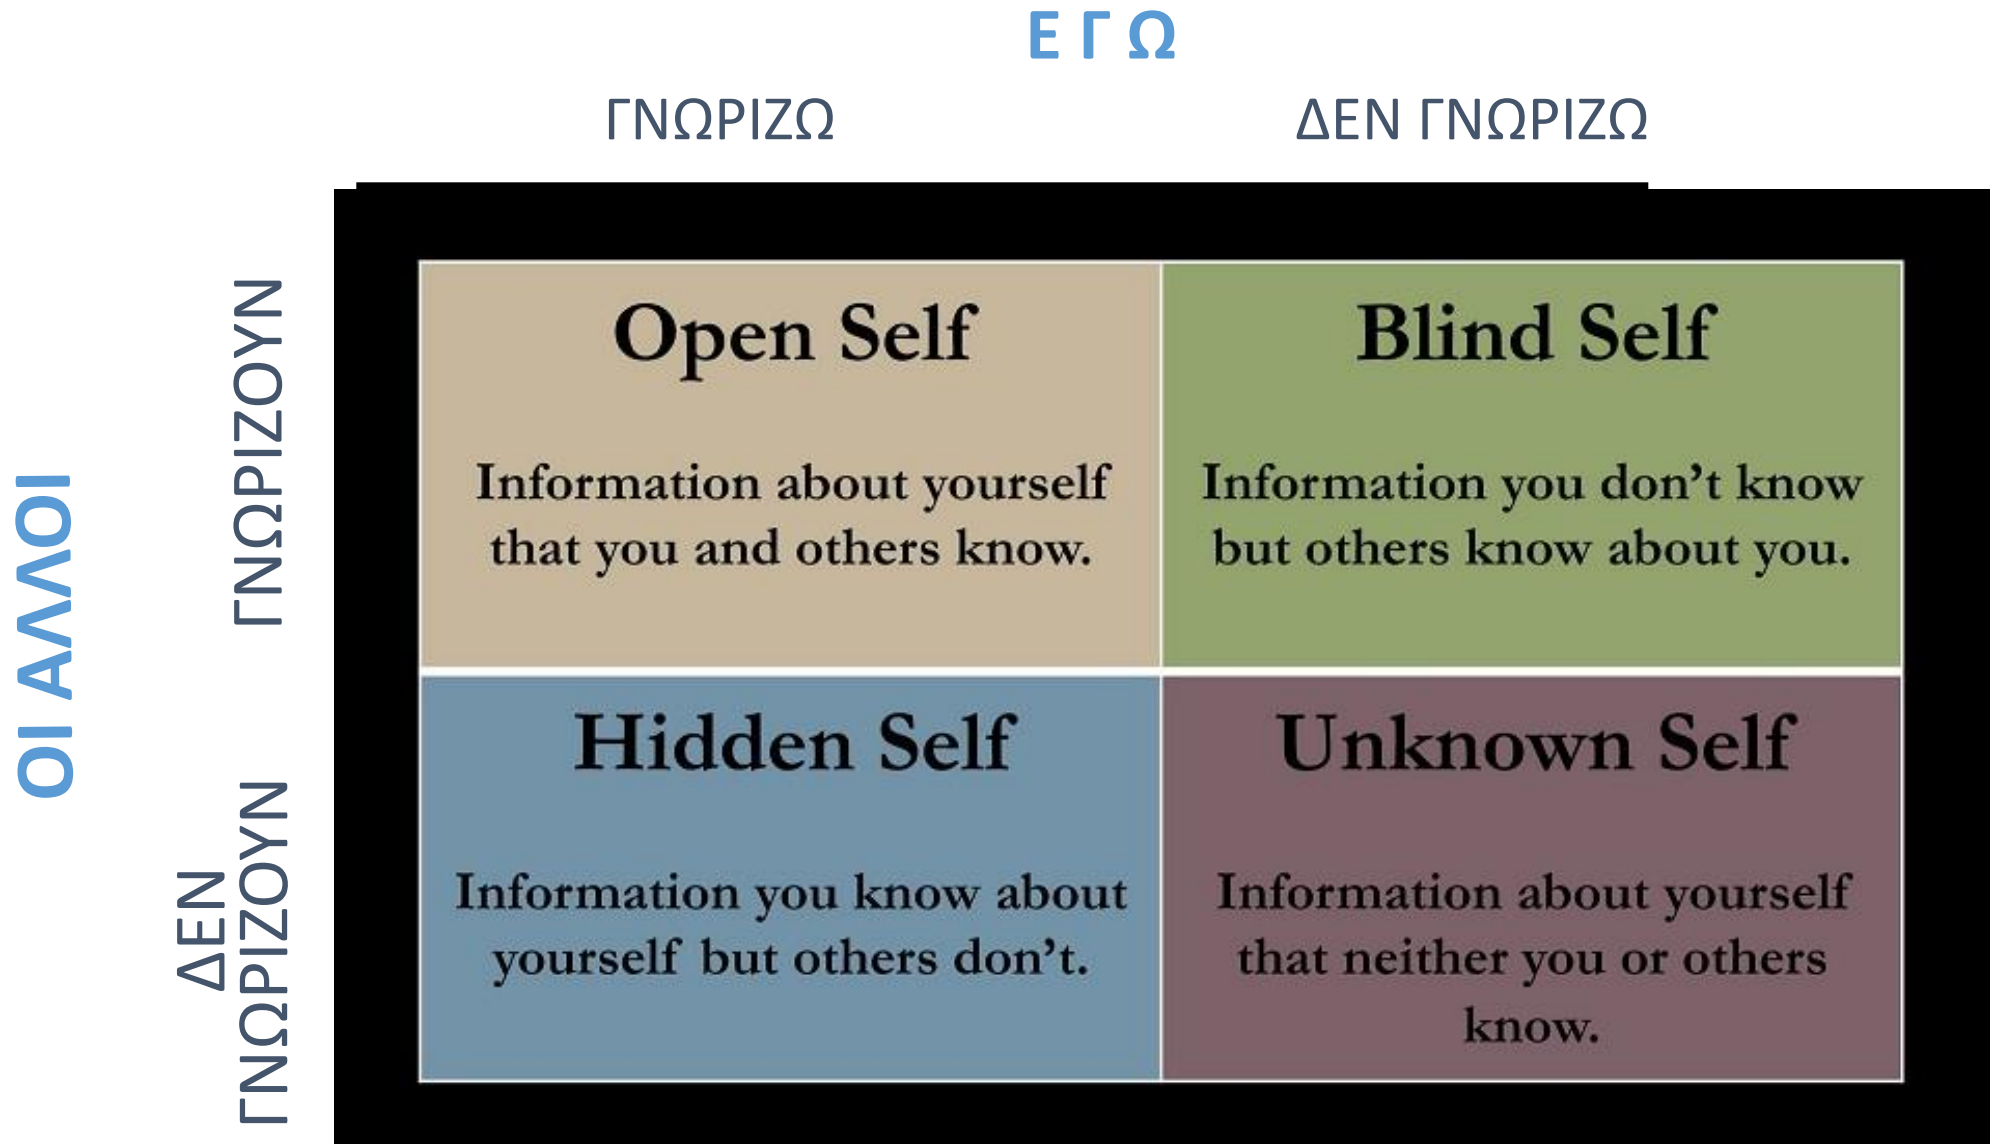 ΕΓΩ
ΓΝΩΡΙΖΩ
ΔΕΝ ΓΝΩΡΙΖΩ
ΟΙ ΑΛΛΟΙ
ΓΝΩΡΙΖΟΥΝ
ΔΕΝ
ΓΝΩΡΙΖΟΥΝ
Open Self
Information about yourself
that you and others know.
Blind Self
Information you don’t know
but others know about you.
Hidden Self
Information you know about
yourself but others don’t.
Unknown Self
Information about yourself
that neither you or others
know.